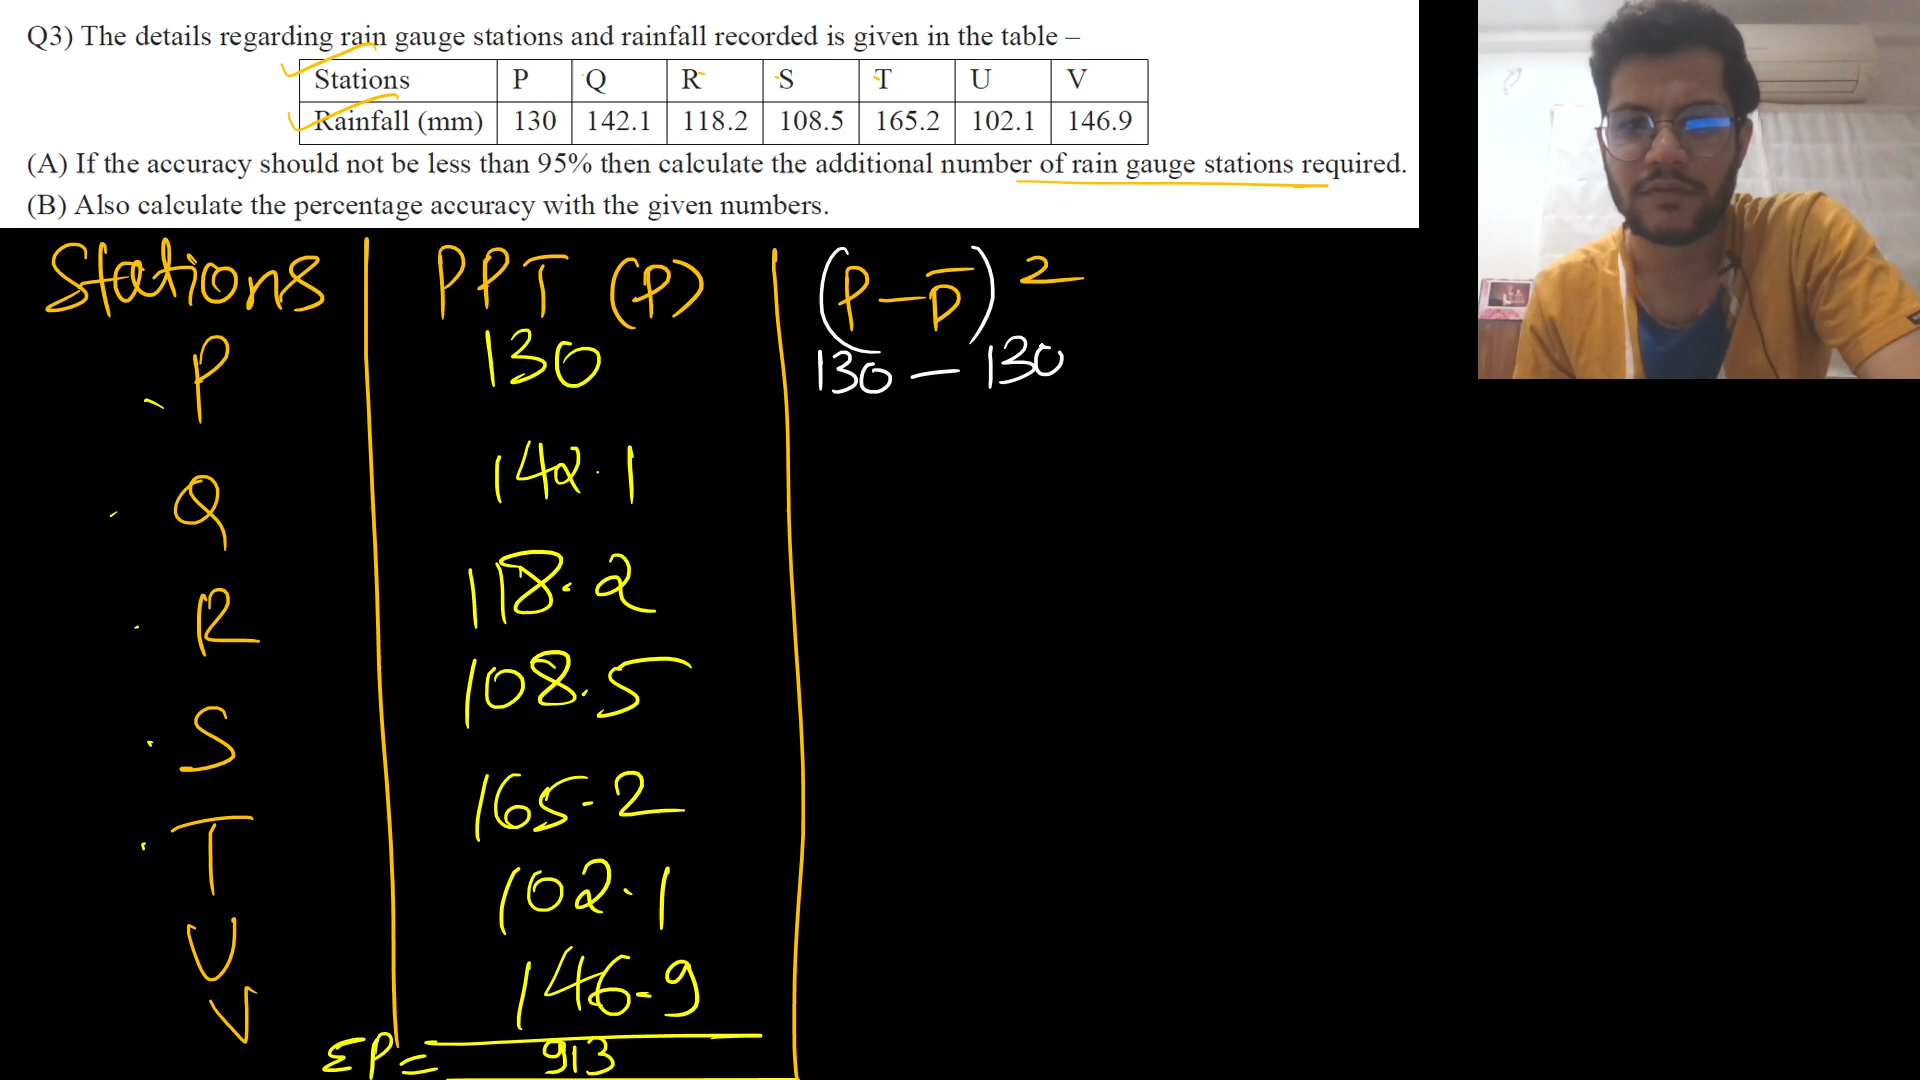 Q3) The details regarding rain gauge stations and rainfall recorded is given in the table –
Stations P Q R S T U V
Rainfall (mm) 130 142.1 118.2 108.5 165.2 102.1 146.9
(A) If the accuracy should not be less than 95% then calculate the additional number of rain gauge stations required.
(B) Also calculate the percentage accuracy with the given numbers.
Stations PPT (P) (P-P̅)²
P 130 130 - 130
Q 142.1
R 118.2
S 108.5
T 165.2
U 102.1
V 146.9
ΣP = 913